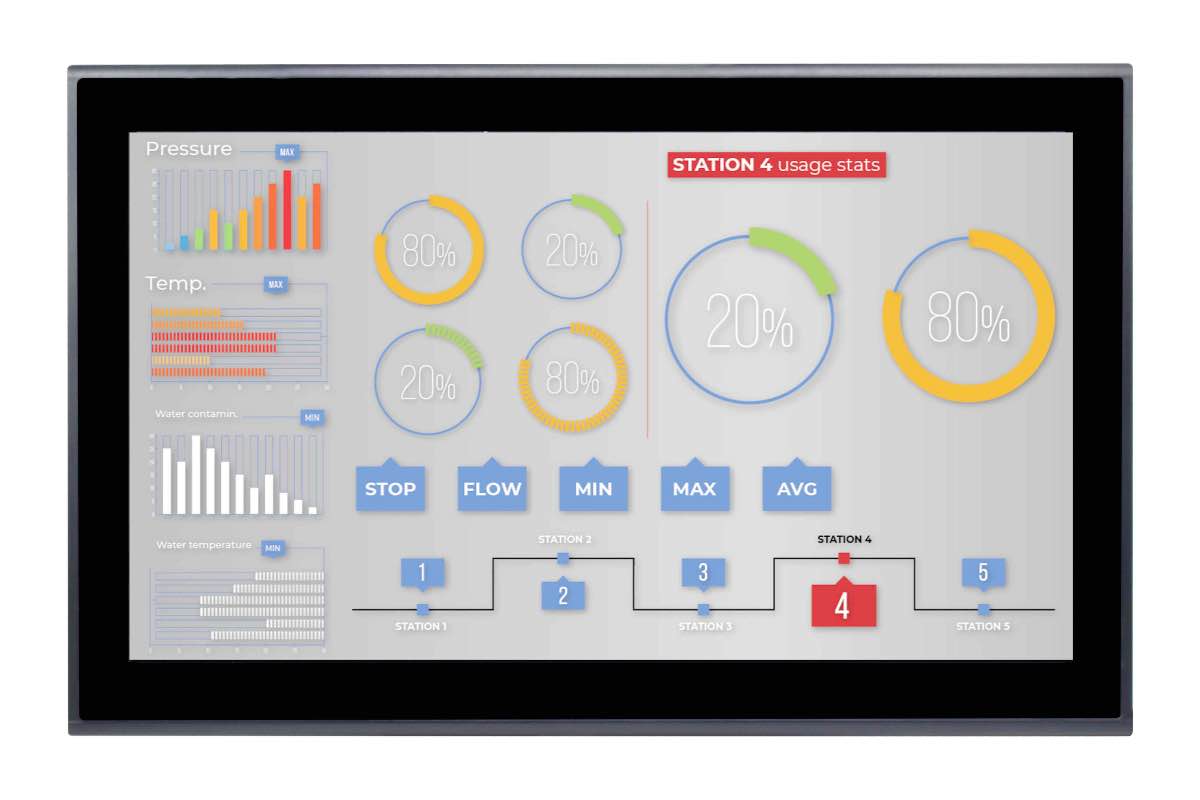 Pressure
MAX
Temp.
MAX
Water contamin.
MIN
Water temperature
MIN
80%
20%
20%
80%
STATION 4 usage stats
20%
80%
STOP
FLOW
MIN
MAX
AVG
STATION 2
STATION 4
1
3
5
2
4
STATION 1
STATION 3
STATION 5